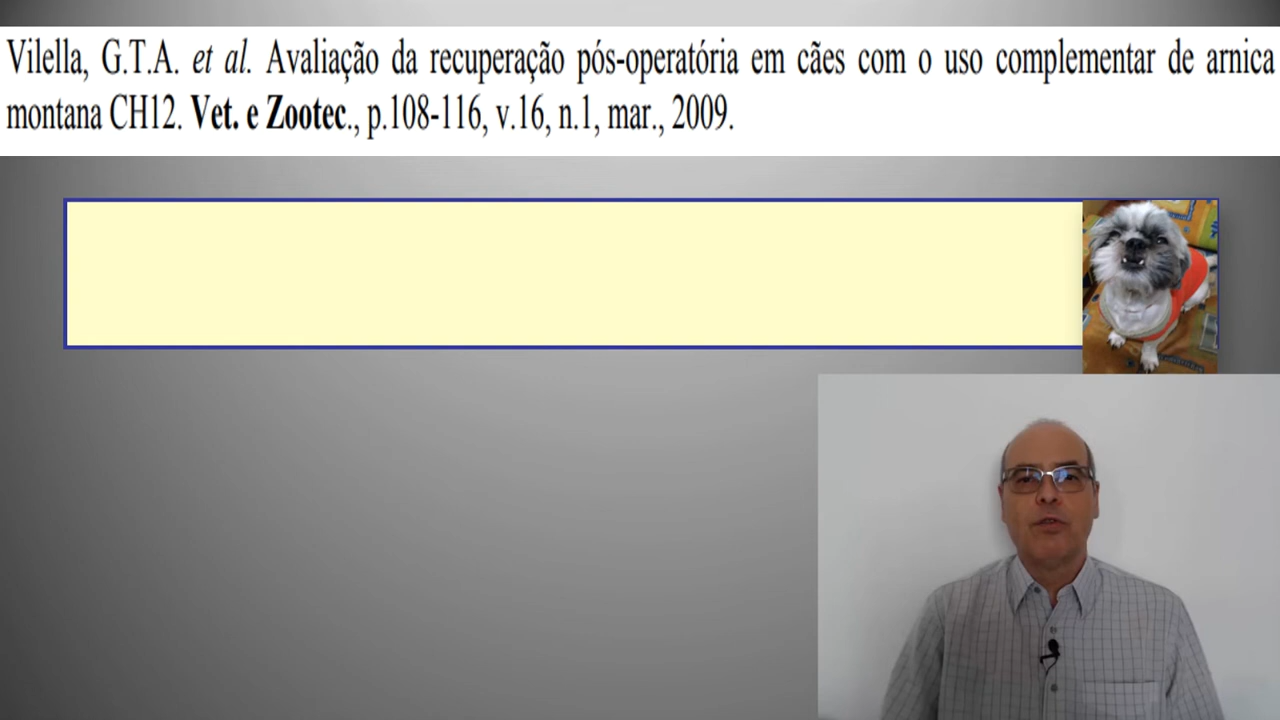 Vilella, G.T.A. et al. Avaliação da recuperação pós-operatória em cães com o uso complementar de arnica
montana CH12. Vet. e Zootec., p.108-116, v.16, n.1, mar., 2009.